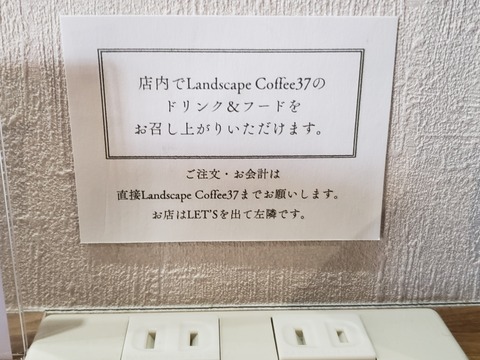 店内でLandscape Coffee37の
ドリンク＆フードを
お召し上がりいただけます。
ご注文・お会計は
直接Landscape Coffee37までお願いします。
お店はLET'Sを出て左隣です。